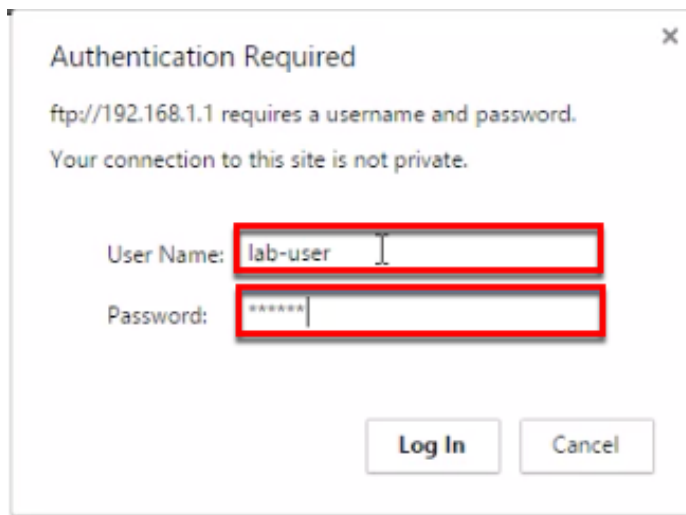 Authentication Required
ftp://192.168.1.1 requires a username and password.
Your connection to this site is not private.
User Name: lab-user
Password: ******
Log In Cancel